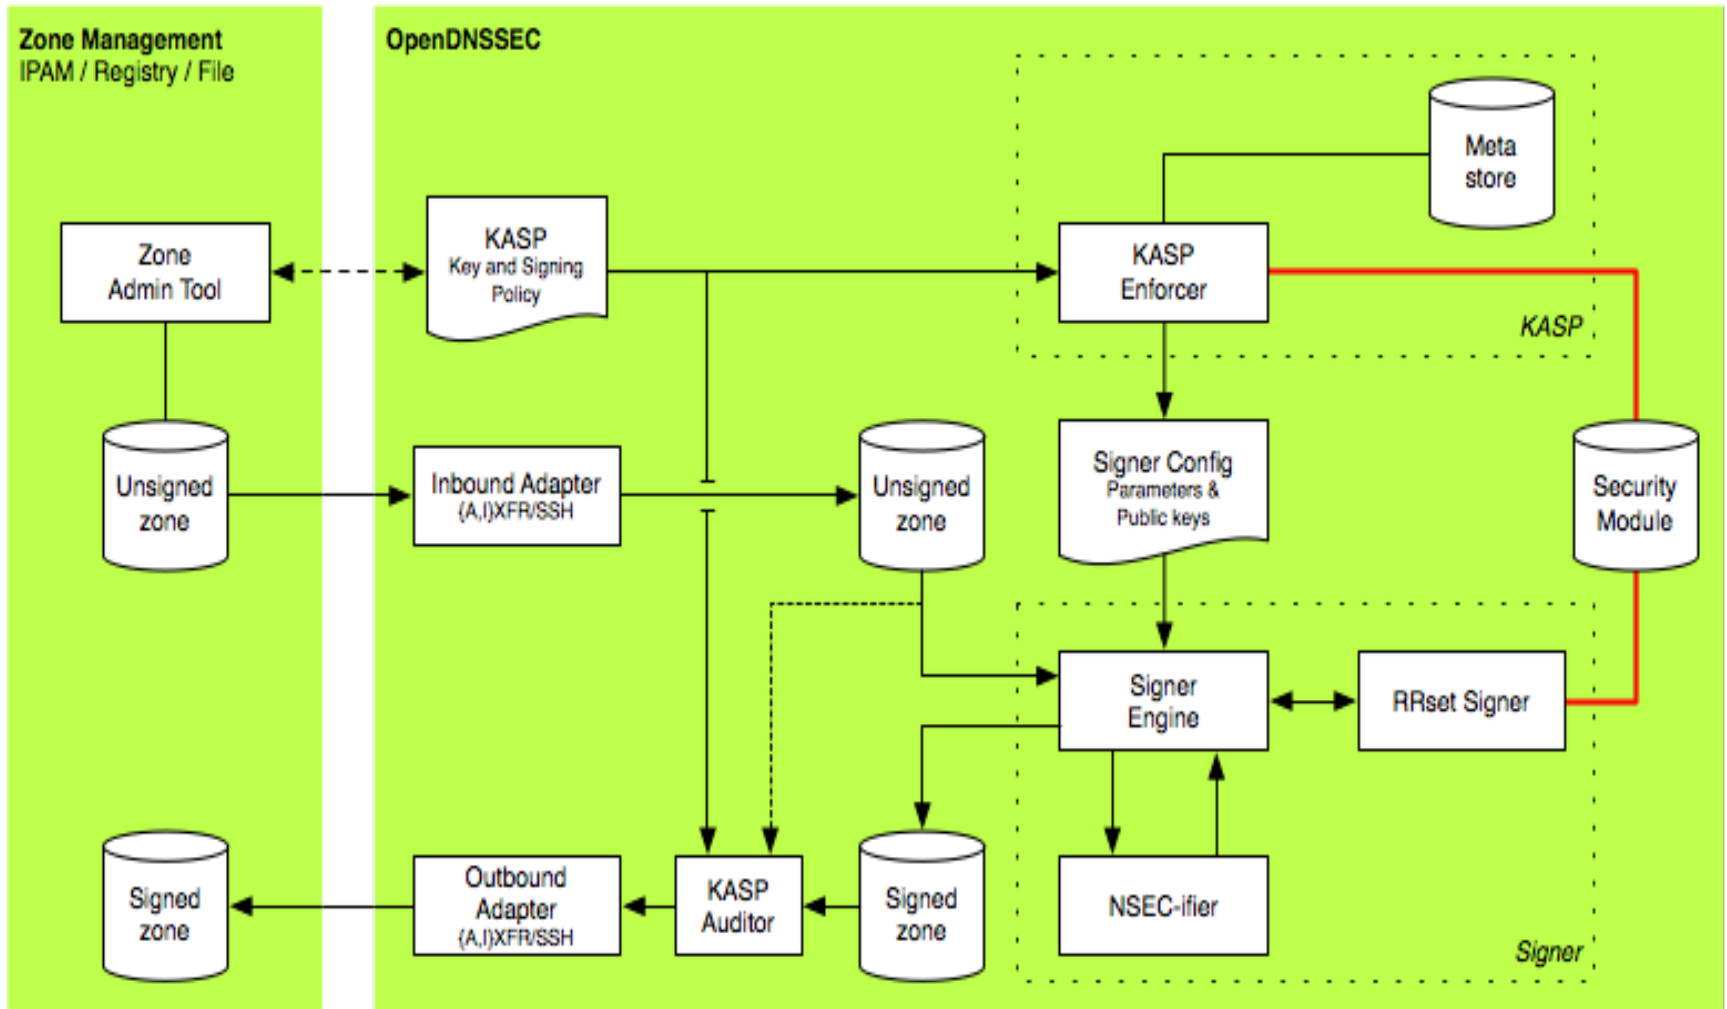 Zone Management
IPAM / Registry / File
OpenDNSSEC
Meta
store
Zone
Admin Tool
KASP
Key and Signing
Policy
KASP
Enforcer
KASP
Unsigned
zone
Inbound Adapter
{A,I}XFR/SSH
Unsigned
zone
Signer Config
Parameters &
Public keys
Security
Module
Signer
Engine
RRset Signer
Signed
zone
Outbound
Adapter
{A,I}XFR/SSH
KASP
Auditor
Signed
zone
NSEC-ifier
Signer